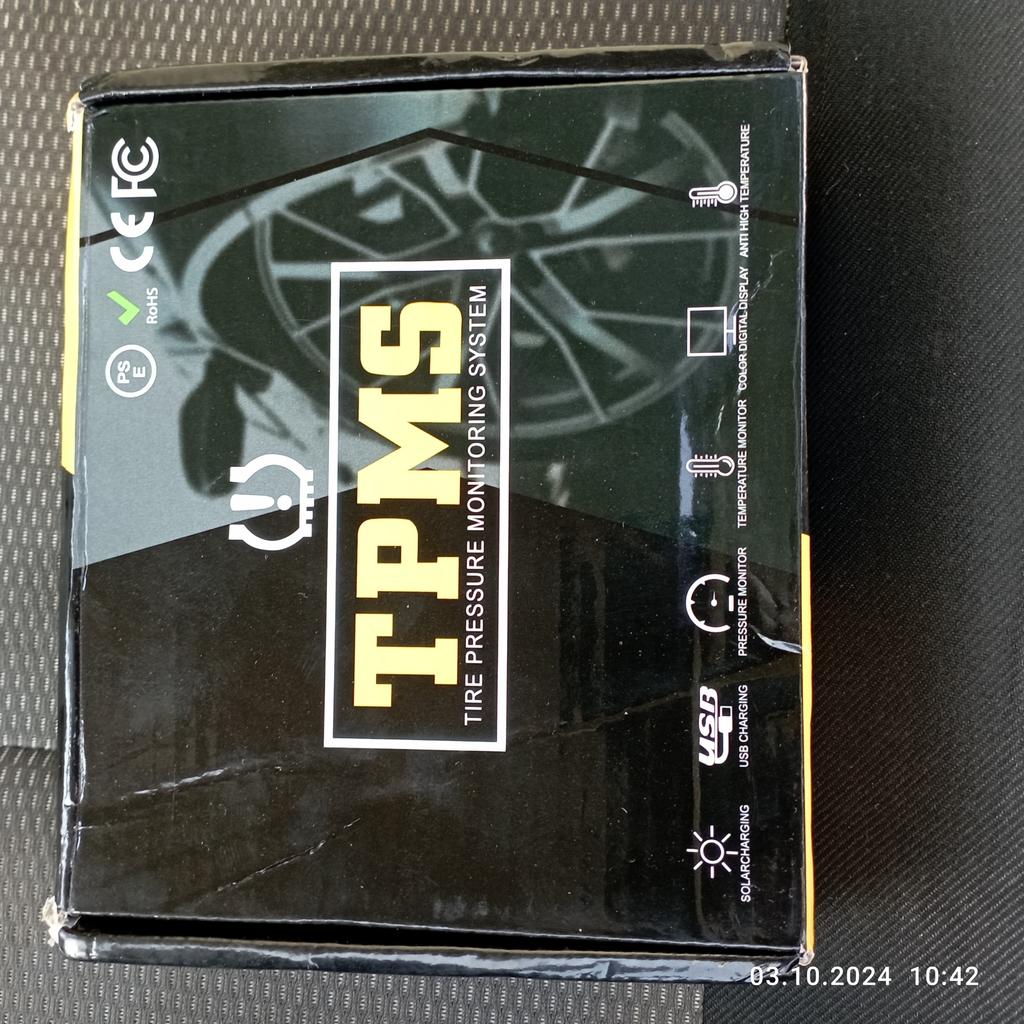 PS
E
RoHS
CE FC
TPMS
TIRE PRESSURE MONITORING SYSTEM
USB
SOLARCHARGING
USB CHARGING
PRESSURE MONITOR
TEMPERATURE MONITOR
COLOR DIGITAL DISPLAY
ANTI HIGH TEMPERATURE
03.10.2024 10:42